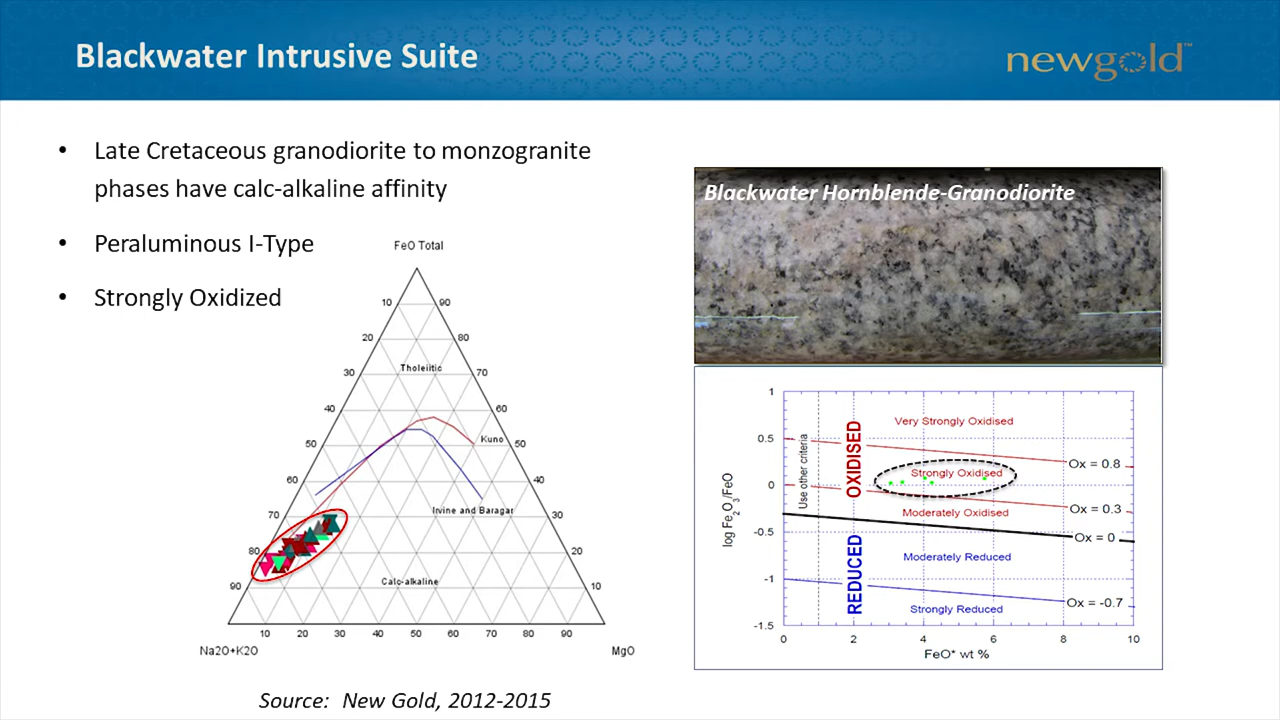 Blackwater Intrusive Suite
newgold™
• Late Cretaceous granodiorite to monzogranite
phases have calc-alkaline affinity
• Peraluminous I-Type
• Strongly Oxidized
FeO Total
10 90
20 80
Tholeiitic
30 70
40 60
Kuno
50 50
60 40
Irvine and Baragar
70 30
80 20
Calc-alkaline
90 10
10 20 30 40 50 60 70 80 90
Na2O+K2O
MgO
Source: New Gold, 2012-2015
Blackwater Hornblende-Granodiorite
1
0.5
0
-0.5
-1
-1.5
log Fe2O3/FeO
Use other criteria
OXIDISED
REDUCED
Very Strongly Oxidised
Ox = 0.8
Strongly Oxidised
Ox = 0.3
Moderately Oxidised
Ox = 0
Moderately Reduced
Ox = -0.7
Strongly Reduced
0 2 4 6 8 10
FeO* wt %